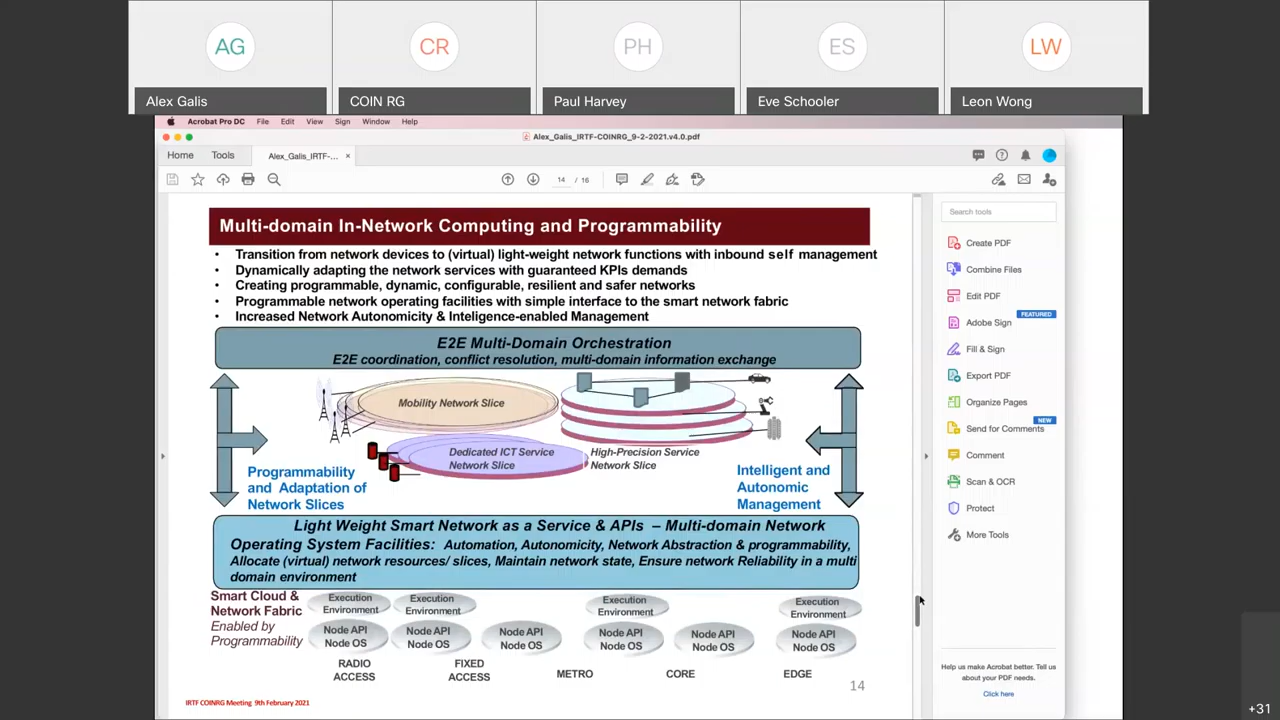 AG
CR
PH
ES
LW
Alex Galis
COIN RG
Paul Harvey
Eve Schooler
Leon Wong
Acrobat Pro DC File Edit View Sign Window Help
Alex_Galis_IRTF-COINRG_9-2-2021.v4.0.pdf
Home Tools Alex_Galis_IRTF-... ×
14 / 16
Search tools
Multi-domain In-Network Computing and Programmability
• Transition from network devices to (virtual) light-weight network functions with inbound self management
• Dynamically adapting the network services with guaranteed KPIs demands
• Creating programmable, dynamic, configurable, resilient and safer networks
• Programmable network operating facilities with simple interface to the smart network fabric
• Increased Network Autonomicity & Inteligence-enabled Management
E2E Multi-Domain Orchestration
E2E coordination, conflict resolution, multi-domain information exchange
Mobility Network Slice
Dedicated ICT Service
Network Slice
High-Precision Service
Network Slice
Programmability
and Adaptation of
Network Slices
Intelligent and
Autonomic
Management
Light Weight Smart Network as a Service & APIs – Multi-domain Network
Operating System Facilities: Automation, Autonomicity, Network Abstraction & programmability,
Allocate (virtual) network resources/ slices, Maintain network state, Ensure network Reliability in a multi
domain environment
Smart Cloud &
Network Fabric
Enabled by
Programmability
Execution
Environment
Execution
Environment
Execution
Environment
Execution
Environment
Node API
Node OS
Node API
Node OS
Node API
Node OS
Node API
Node OS
Node API
Node OS
Node API
Node OS
RADIO
ACCESS
FIXED
ACCESS
METRO
CORE
EDGE
14
IRTF COINRG Meeting 9th February 2021
Create PDF
Combine Files
Edit PDF
FEATURED
Adobe Sign
Fill & Sign
Export PDF
Organize Pages
NEW
Send for Comments
Comment
Scan & OCR
Protect
More Tools
Help us make Acrobat better. Tell us
about your PDF needs.
Click here
+31